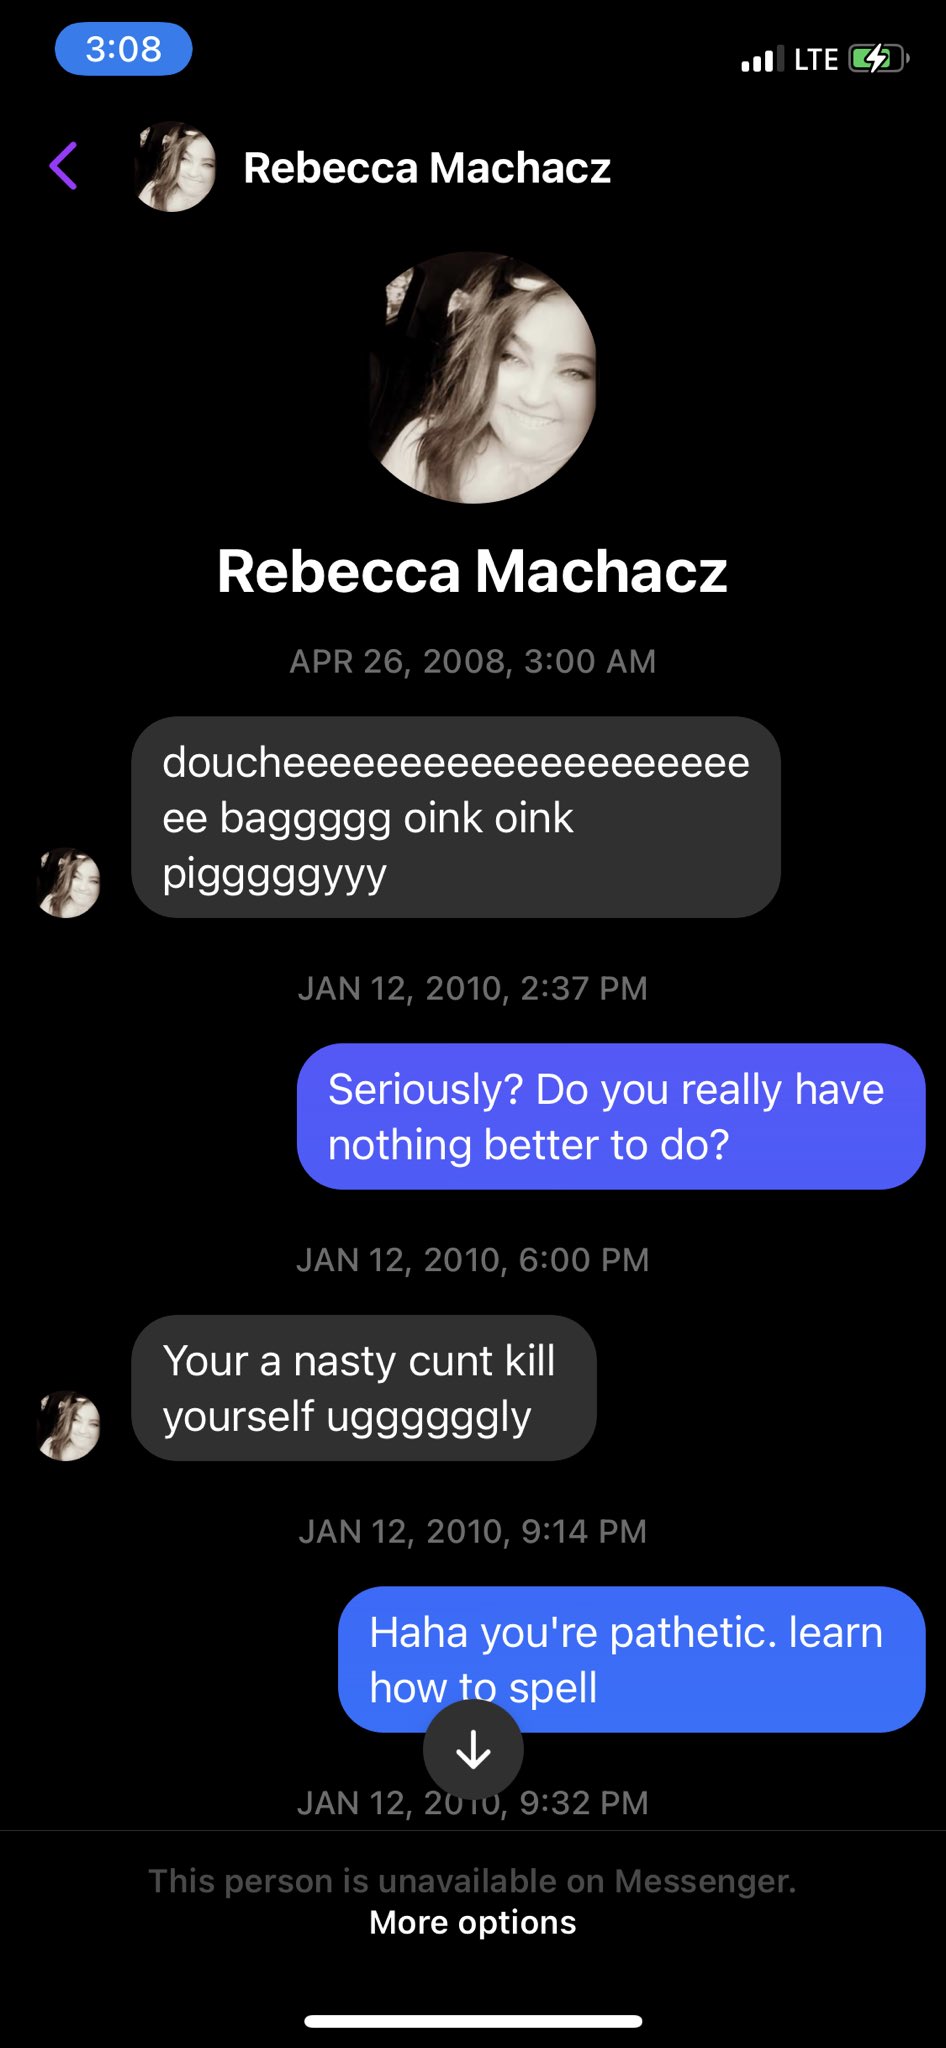 3:08
LTE
Rebecca Machacz
Rebecca Machacz
APR 26, 2008, 3:00 AM
doucheeeeeeeeeeeeeeeeeeee
ee baggggg oink oink
pigggggyyy
JAN 12, 2010, 2:37 PM
Seriously? Do you really have
nothing better to do?
JAN 12, 2010, 6:00 PM
Your a nasty cunt kill
yourself uggggggly
JAN 12, 2010, 9:14 PM
Haha you're pathetic. learn
how to spell
JAN 12, 2010, 9:32 PM
This person is unavailable on Messenger.
More options